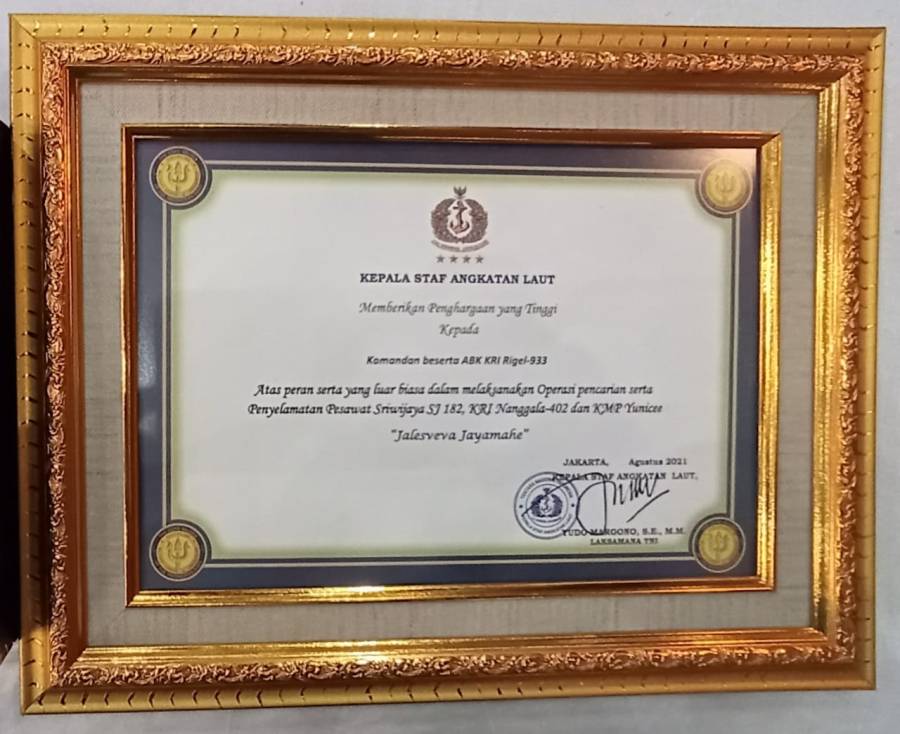 KEPALA STAF ANGKATAN LAUT
Memberikan Penghargaan yang Tinggi
Kepada
Komandan beserta ABK KRI Rigel-933
Atas peran serta yang luar biasa dalam melaksanakan Operasi pencarian serta
Penyelamatan Pesawat Sriwijaya SJ 182, KRI Nanggala-402 dan KMP Yunicee
"Jalesveva Jayamahe"
JAKARTA, Agustus 2021
KEPALA STAF ANGKATAN LAUT,
YUDO MARGONO, S.E., M.M.
LAKSAMANA TNI